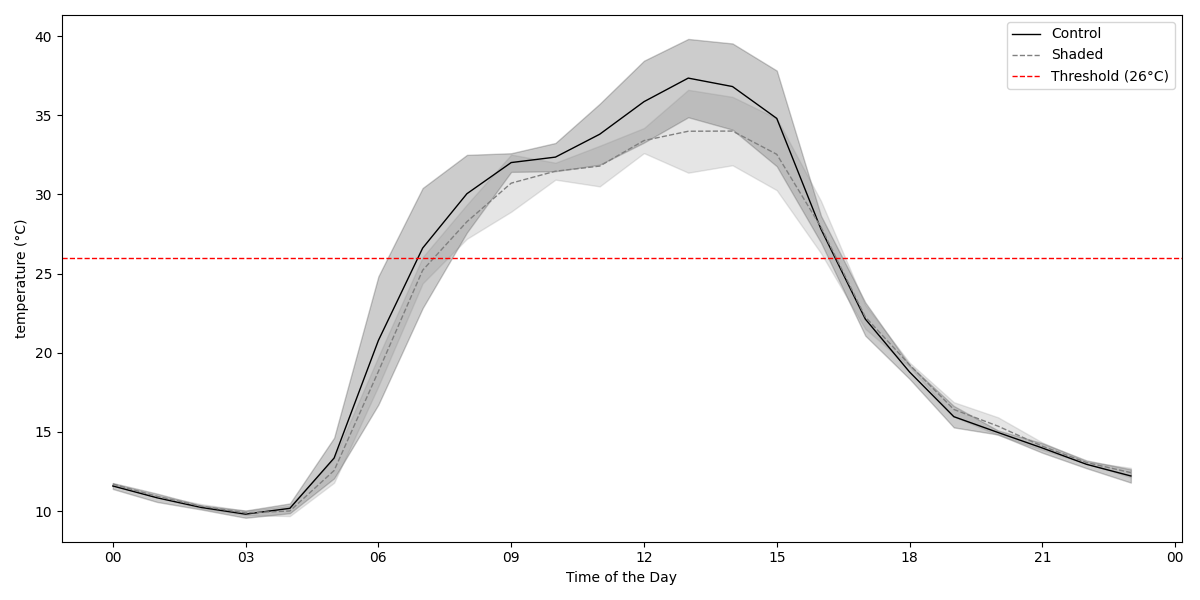 Control
Shaded
Threshold (26°C)
temperature (°C)
40
35
30
25
20
15
10
00 03 06 09 12 15 18 21 00
Time of the Day